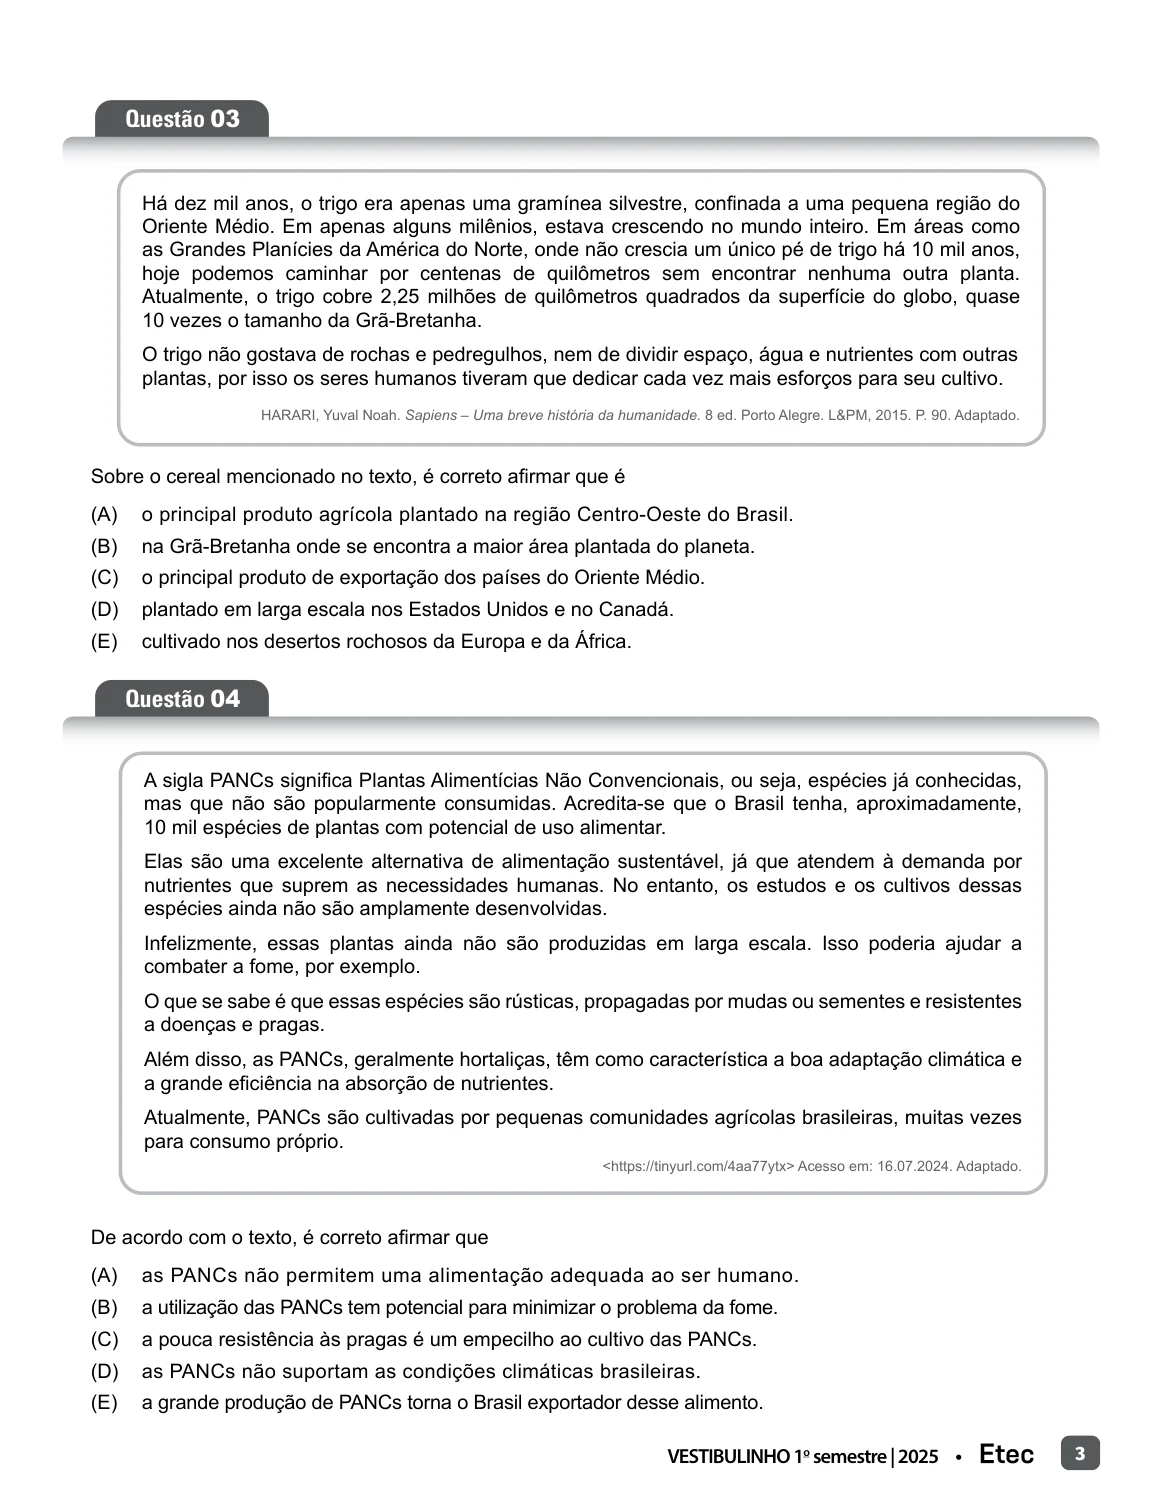 Questão 03
Há dez mil anos, o trigo era apenas uma gramínea silvestre, confinada a uma pequena região do
Oriente Médio. Em apenas alguns milênios, estava crescendo no mundo inteiro. Em áreas como
as Grandes Planícies da América do Norte, onde não crescia um único pé de trigo há 10 mil anos,
hoje podemos caminhar por centenas de quilômetros sem encontrar nenhuma outra planta.
Atualmente, o trigo cobre 2,25 milhões de quilômetros quadrados da superfície do globo, quase
10 vezes o tamanho da Grã-Bretanha.
O trigo não gostava de rochas e pedregulhos, nem de dividir espaço, água e nutrientes com outras
plantas, por isso os seres humanos tiveram que dedicar cada vez mais esforços para seu cultivo.
HARARI, Yuval Noah. Sapiens – Uma breve história da humanidade. 8 ed. Porto Alegre. L&PM, 2015. P. 90. Adaptado.
Sobre o cereal mencionado no texto, é correto afirmar que é
(A) o principal produto agrícola plantado na região Centro-Oeste do Brasil.
(B) na Grã-Bretanha onde se encontra a maior área plantada do planeta.
(C) o principal produto de exportação dos países do Oriente Médio.
(D) plantado em larga escala nos Estados Unidos e no Canadá.
(E) cultivado nos desertos rochosos da Europa e da África.
Questão 04
A sigla PANCs significa Plantas Alimentícias Não Convencionais, ou seja, espécies já conhecidas,
mas que não são popularmente consumidas. Acredita-se que o Brasil tenha, aproximadamente,
10 mil espécies de plantas com potencial de uso alimentar.
Elas são uma excelente alternativa de alimentação sustentável, já que atendem à demanda por
nutrientes que suprem as necessidades humanas. No entanto, os estudos e os cultivos dessas
espécies ainda não são amplamente desenvolvidas.
Infelizmente, essas plantas ainda não são produzidas em larga escala. Isso poderia ajudar a
combater a fome, por exemplo.
O que se sabe é que essas espécies são rústicas, propagadas por mudas ou sementes e resistentes
a doenças e pragas.
Além disso, as PANCs, geralmente hortaliças, têm como característica a boa adaptação climática e
a grande eficiência na absorção de nutrientes.
Atualmente, PANCs são cultivadas por pequenas comunidades agrícolas brasileiras, muitas vezes
para consumo próprio.
<https://tinyurl.com/4aa77ytx> Acesso em: 16.07.2024. Adaptado.
De acordo com o texto, é correto afirmar que
(A) as PANCs não permitem uma alimentação adequada ao ser humano.
(B) a utilização das PANCs tem potencial para minimizar o problema da fome.
(C) a pouca resistência às pragas é um empecilho ao cultivo das PANCs.
(D) as PANCs não suportam as condições climáticas brasileiras.
(E) a grande produção de PANCs torna o Brasil exportador desse alimento.
VESTIBULINHO 1º semestre | 2025 • Etec 3